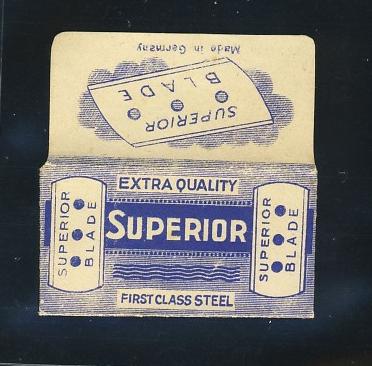 Made in Germany
SUPERIOR
BLADE
EXTRA QUALITY
SUPERIOR
BLADE
SUPERIOR
SUPERIOR
BLADE
FIRST CLASS STEEL